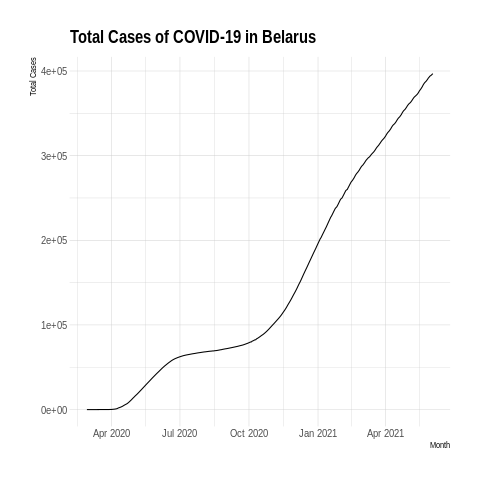 Total Cases of COVID-19 in Belarus
Total Cases
4e+05
3e+05
2e+05
1e+05
0e+00
Apr 2020 Jul 2020 Oct 2020 Jan 2021 Apr 2021
Month